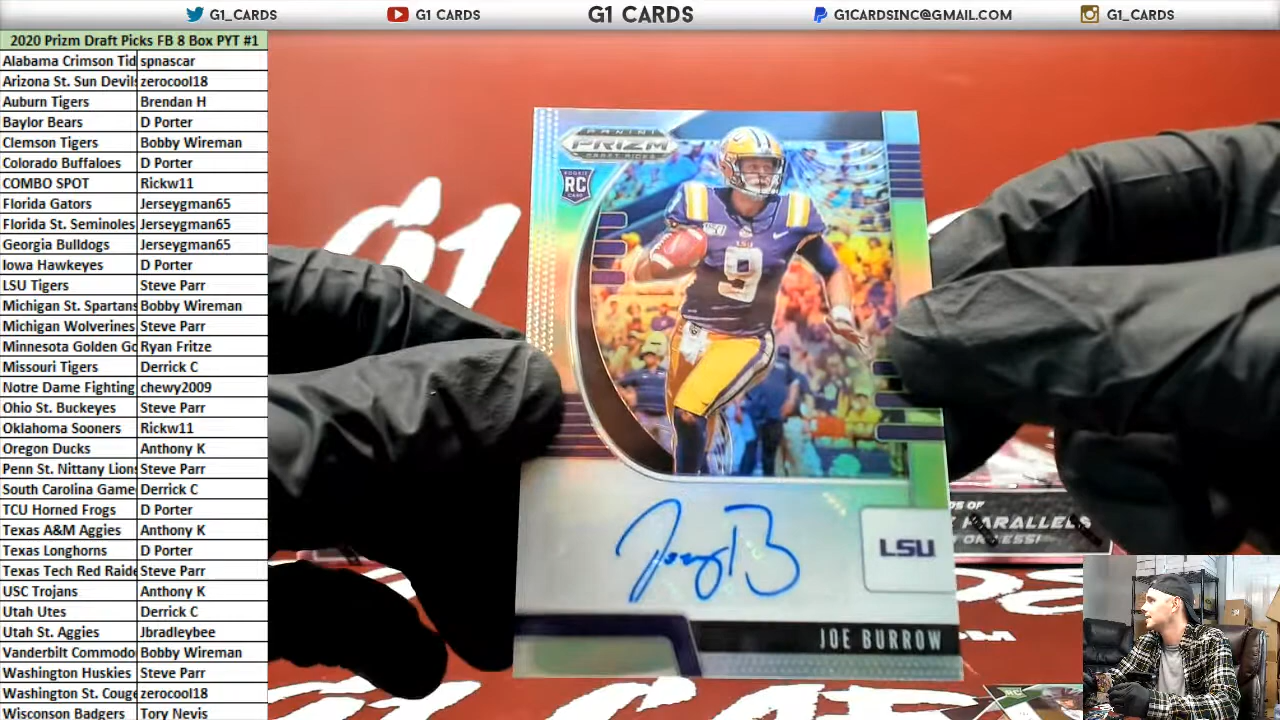 G1_CARDS
G1 CARDS
G1 CARDS
G1CARDSINC@GMAIL.COM
G1_CARDS
2020 Prizm Draft Picks FB 8 Box PYT #1
Alabama Crimson Tid spnascar
Arizona St. Sun Devils zerocool18
Auburn Tigers Brendan H
Baylor Bears D Porter
Clemson Tigers Bobby Wireman
Colorado Buffaloes D Porter
COMBO SPOT Rickw11
Florida Gators Jerseygman65
Florida St. Seminoles Jerseygman65
Georgia Bulldogs Jerseygman65
Iowa Hawkeyes D Porter
LSU Tigers Steve Parr
Michigan St. Spartans Bobby Wireman
Michigan Wolverines Steve Parr
Minnesota Golden Go Ryan Fritze
Missouri Tigers Derrick C
Notre Dame Fighting chewy2009
Ohio St. Buckeyes Steve Parr
Oklahoma Sooners Rickw11
Oregon Ducks Anthony K
Penn St. Nittany Lions Steve Parr
South Carolina Game Derrick C
TCU Horned Frogs D Porter
Texas A&M Aggies Anthony K
Texas Longhorns D Porter
Texas Tech Red Raide Steve Parr
USC Trojans Anthony K
Utah Utes Derrick C
Utah St. Aggies Jbradleybee
Vanderbilt Commodo Bobby Wireman
Washington Huskies Steve Parr
Washington St. Couge zerocool18
Wisconson Badgers Tory Nevis
PANINI
PRIZM
DRAFT PICKS
ROOKIE
RC
CARD
LSU
9
LSU
JOE BURROW
G1
PARALLELS